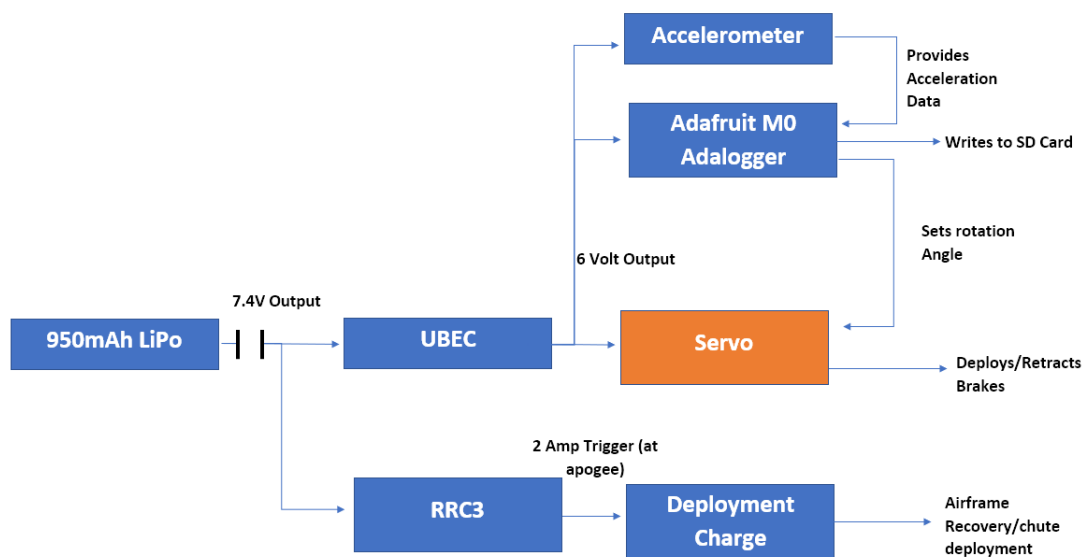 Accelerometer
Provides
Acceleration
Data
Adafruit M0
Adalogger
Writes to SD Card
Sets rotation
Angle
6 Volt Output
7.4V Output
950mAh LiPo
UBEC
Servo
Deploys/Retracts
Brakes
2 Amp Trigger (at
apogee)
RRC3
Deployment
Charge
Airframe
Recovery/chute
deployment